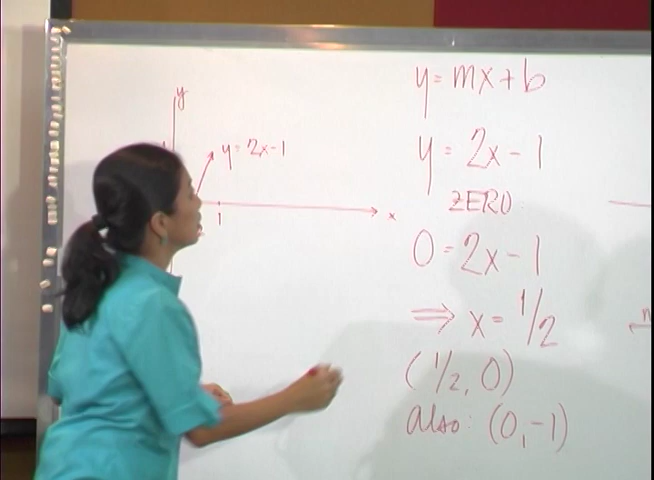 y
y = 2x-1
x
1
y = mx + b
y = 2x - 1
ZERO
0 = 2x - 1
⇒ x = 1/2
(1/2, 0)
also: (0, -1)